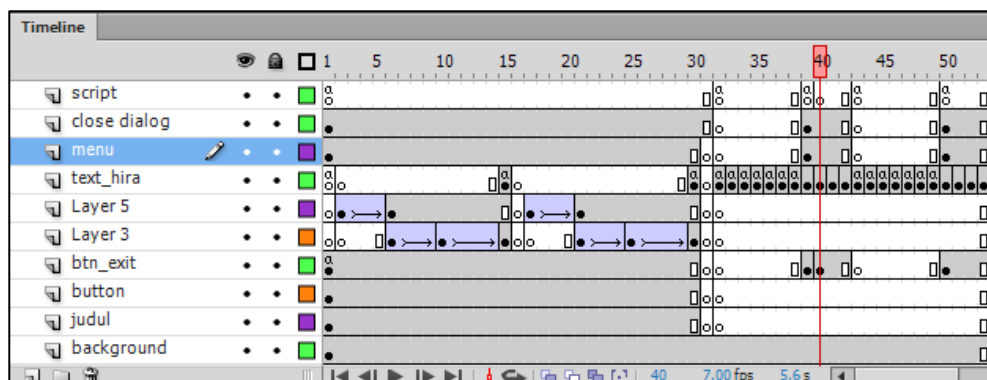 Timeline
1 5 10 15 20 25 30 35 40 45 50
script
close dialog
menu
text_hira
Layer 5
Layer 3
btn_exit
button
judul
background
40 7.00 fps 5.6 s